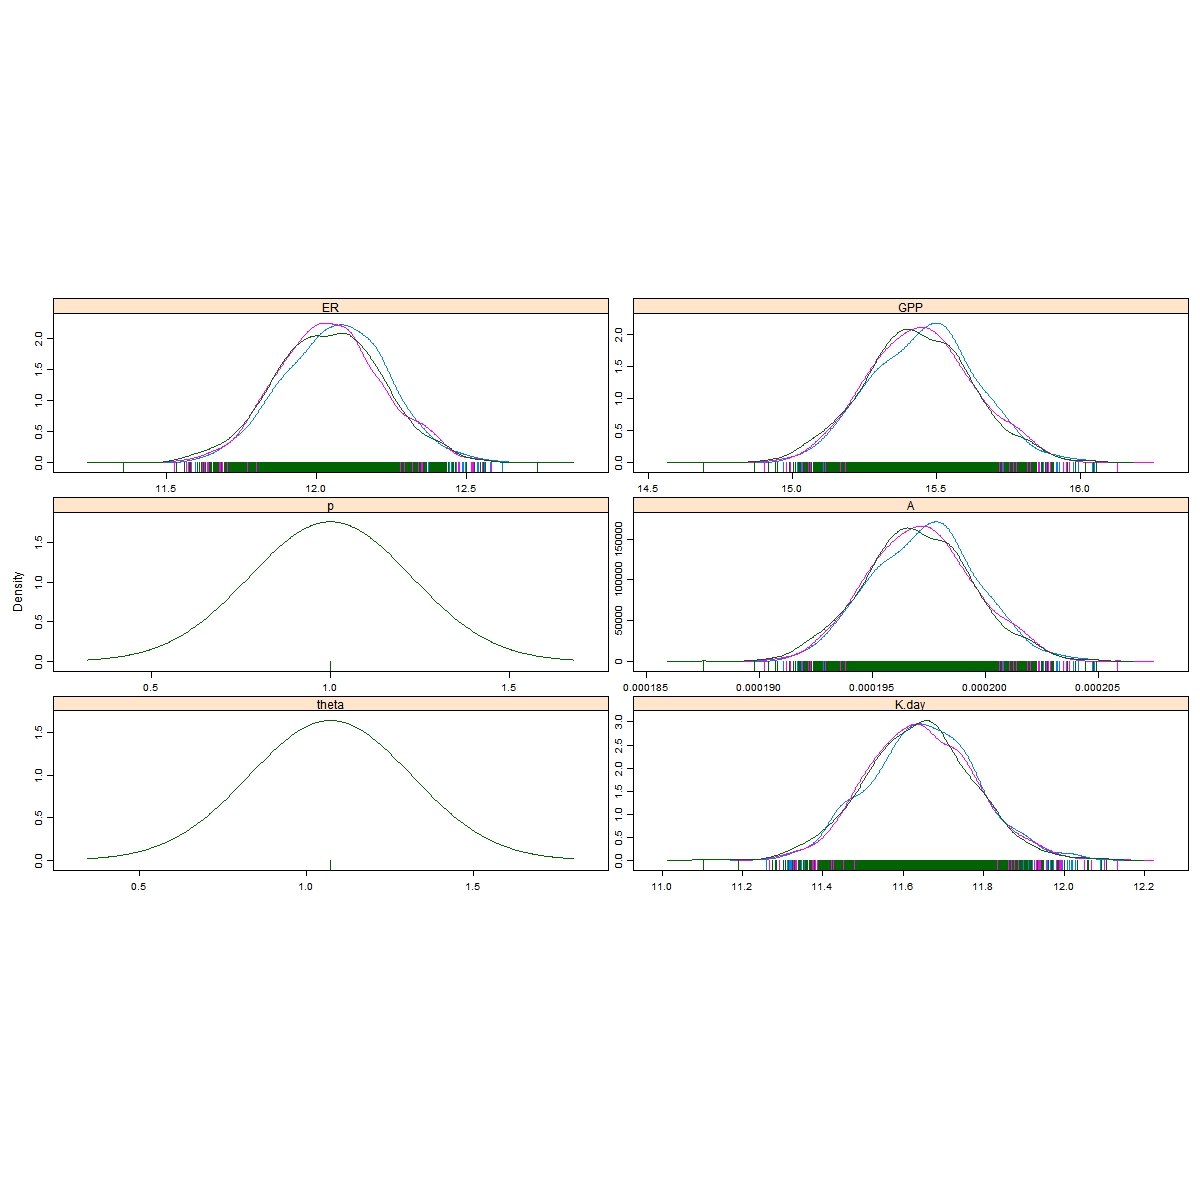 ER
GPP
0.0 0.5 1.0 1.5 2.0
11.5 12.0 12.5
0.0 0.5 1.0 1.5 2.0
14.5 15.0 15.5 16.0
p
A
0.0 0.5 1.0 1.5
0.5 1.0 1.5
0 50000 100000 150000
0.000185 0.000190 0.000195 0.000200 0.000205
Density
theta
K.day
0.0 0.5 1.0 1.5
0.5 1.0 1.5
0.0 0.5 1.0 1.5 2.0 2.5 3.0
11.0 11.2 11.4 11.6 11.8 12.0 12.2